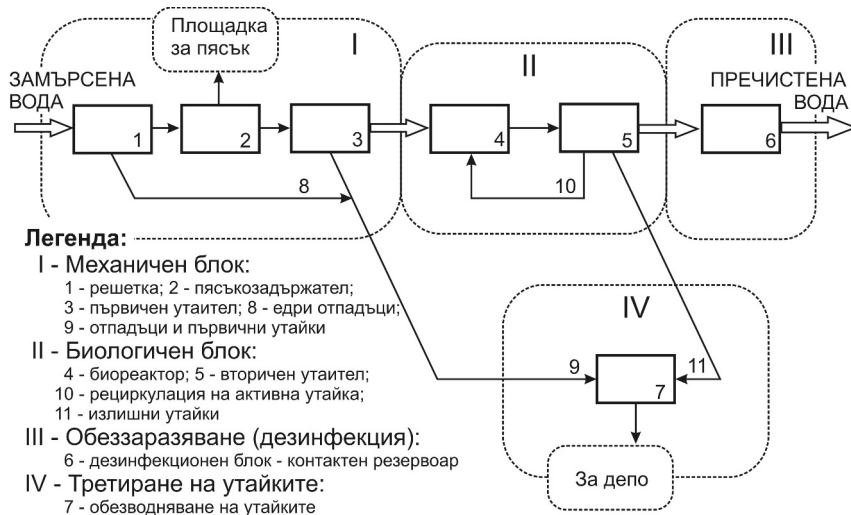 Площадка
за пясък
I
II
III
ЗАМЪРСЕНА
ВОДА
ПРЕЧИСТЕНА
ВОДА
1
2
3
4
5
6
8
10
Легенда:
I - Механичен блок:
1 - решетка; 2 - пясъкозадържател;
3 - първичен утаител; 8 - едри отпадъци;
9 - отпадъци и първични утайки
II - Биологичен блок:
4 - биореактор; 5 - вторичен утаител;
10 - рециркулация на активна утайка;
11 - излишни утайки
III - Обеззаразяване (дезинфекция):
6 - дезинфекционен блок - контактен резервоар
IV - Третиране на утайките:
7 - обезводняване на утайките
IV
9
11
7
За депо